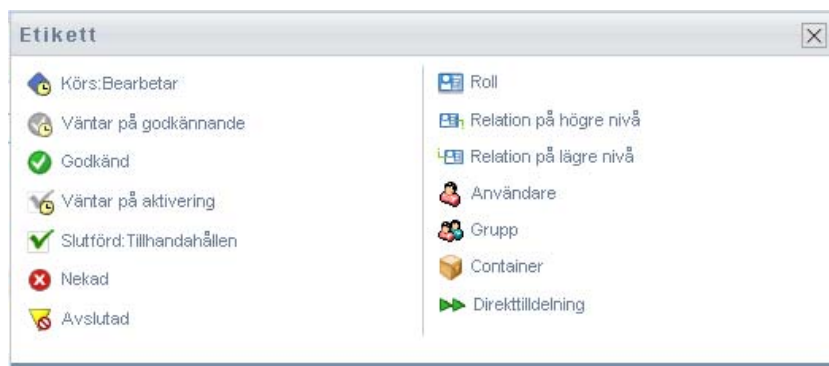 Etikett
Körs:Bearbetar
Väntar på godkännande
Godkänd
Väntar på aktivering
Slutförd:Tillhandahållen
Nekad
Avslutad
Roll
Relation på högre nivå
Relation på lägre nivå
Användare
Grupp
Container
Direkttilldelning